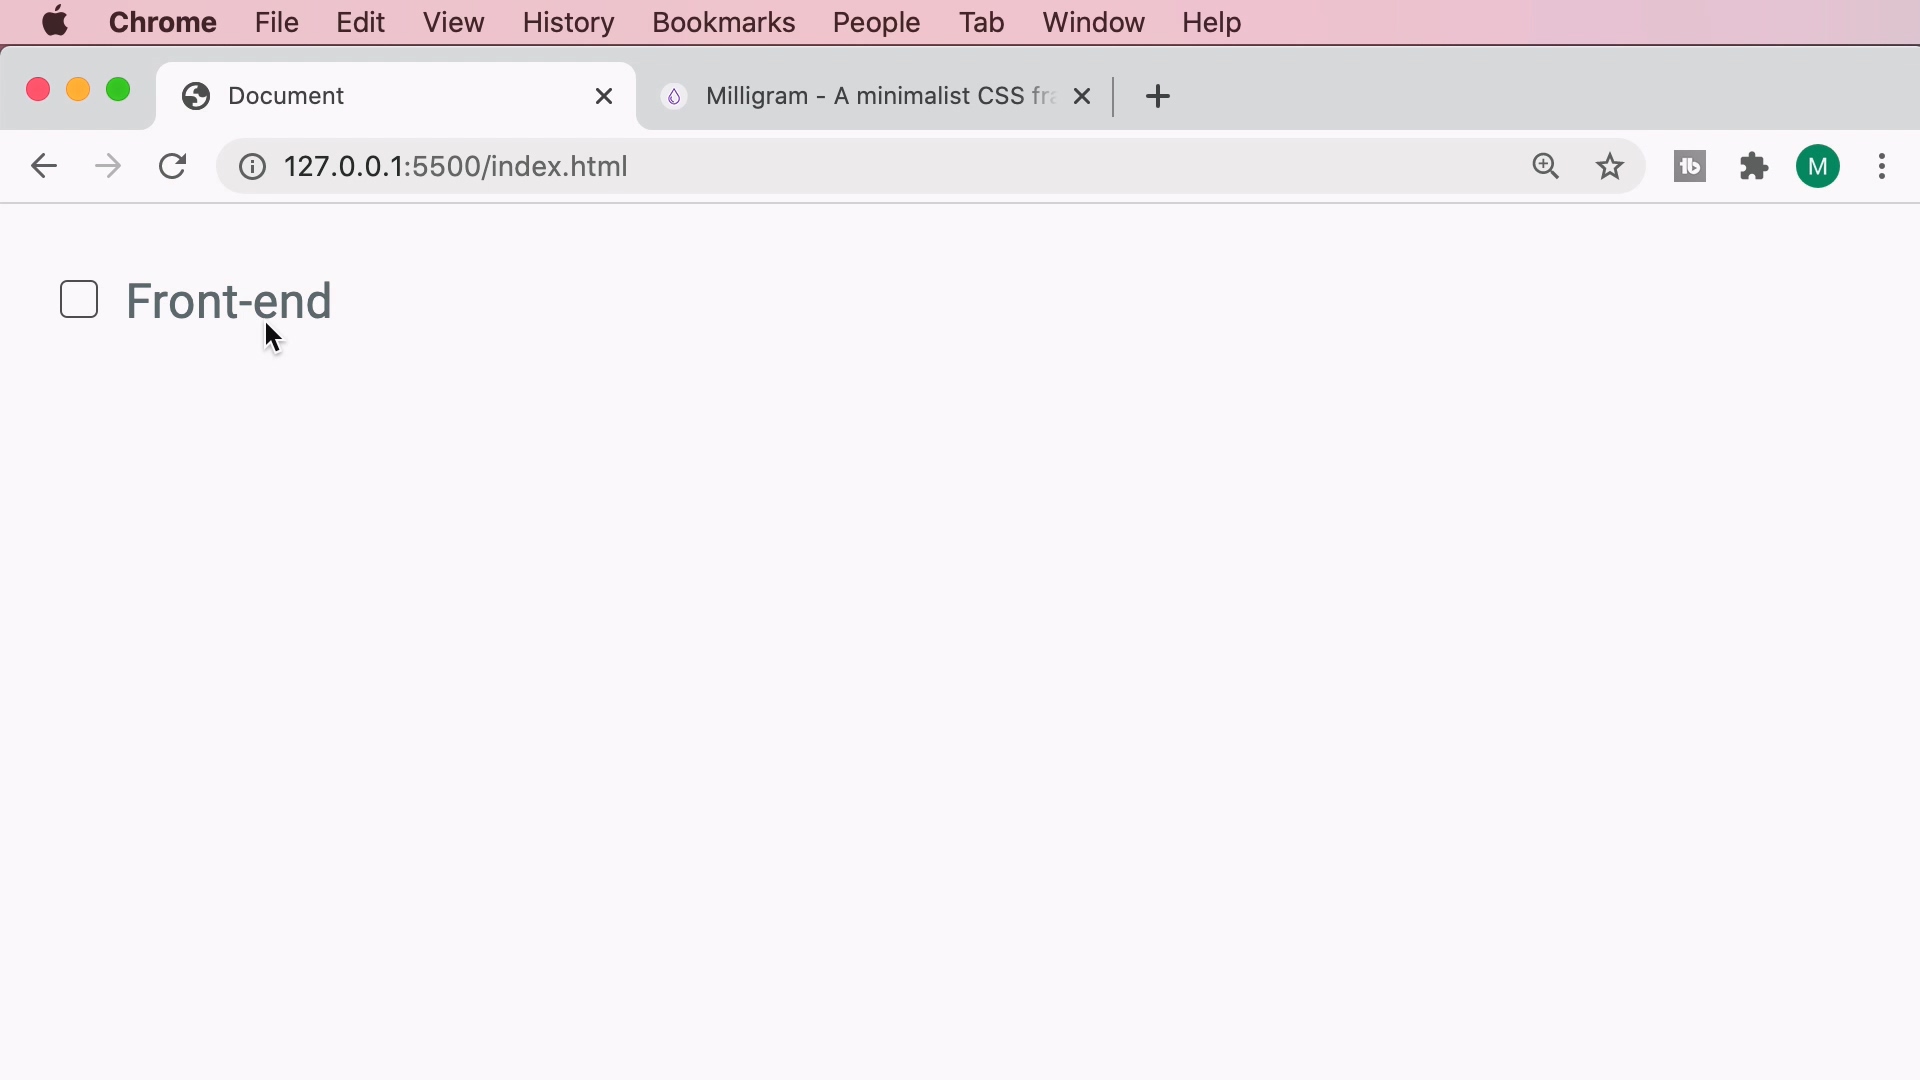 Chrome File Edit View History Bookmarks People Tab Window Help
Document
Milligram - A minimalist CSS fra
127.0.0.1:5500/index.html
M
Front-end